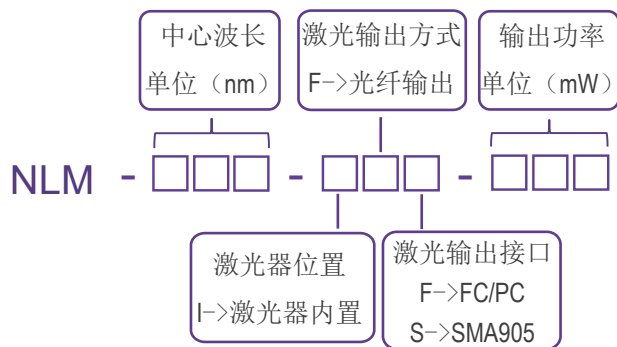 中心波长
单位（nm）
激光输出方式
F->光纤输出
输出功率
单位（mW）
NLM - □□□ - □□□ - □□□
激光器位置
I->激光器内置
激光输出接口
F->FC/PC
S->SMA905